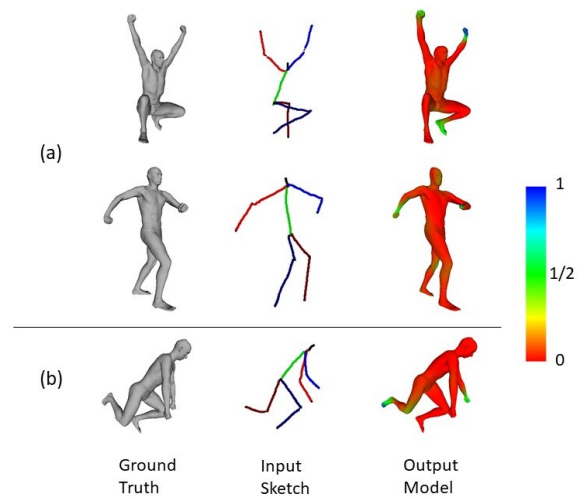 (a)
1
1/2
0
(b)
Ground
Truth
Input
Sketch
Output
Model